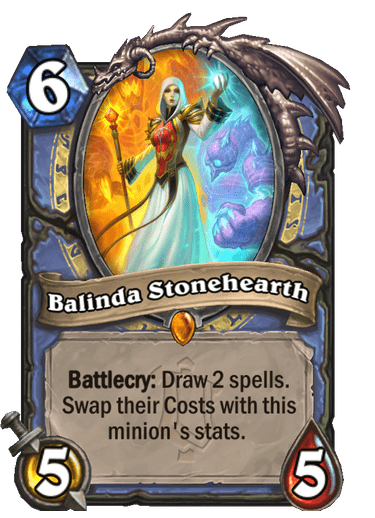 6
Balinda Stonehearth
Battlecry: Draw 2 spells.
Swap their Costs with this
minion's stats.
5 5